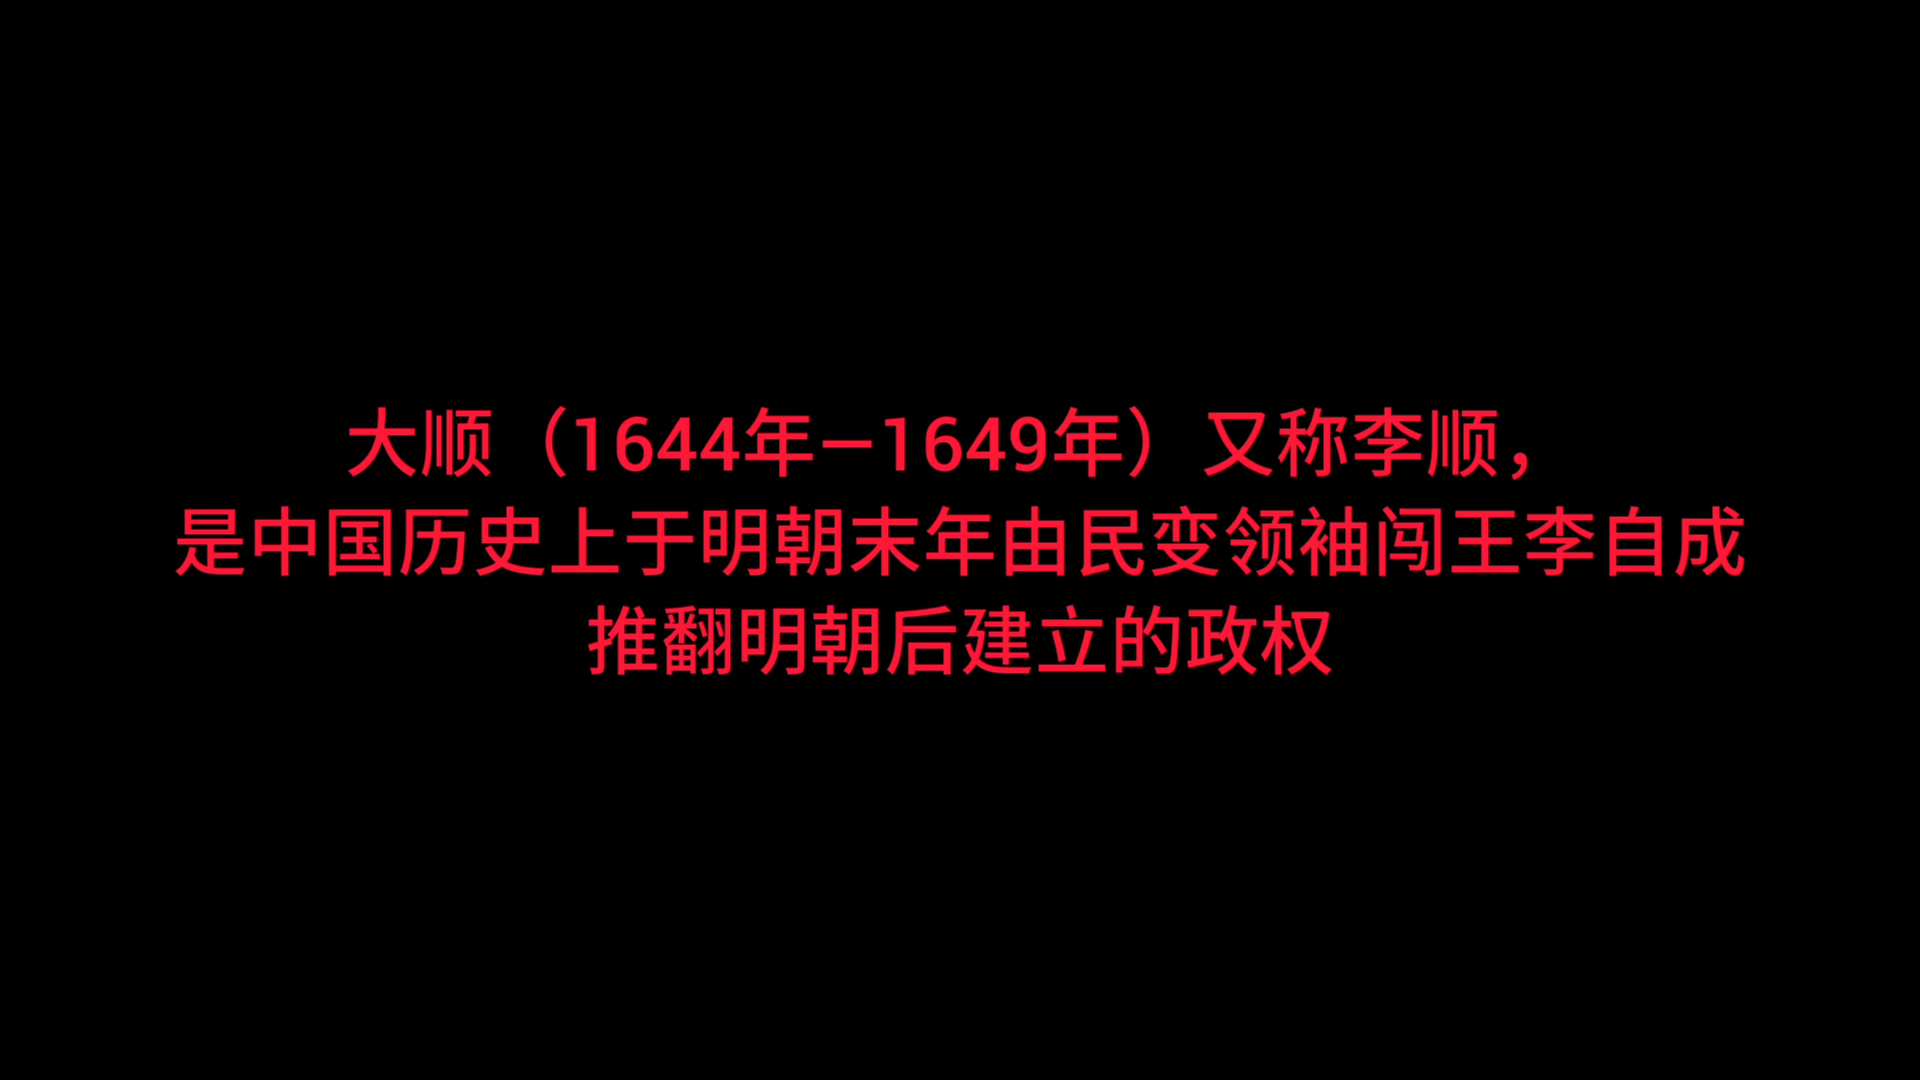 大顺（1644年—1649年）又称李顺，
是中国历史上于明朝末年由民变领袖闯王李自成
推翻明朝后建立的政权